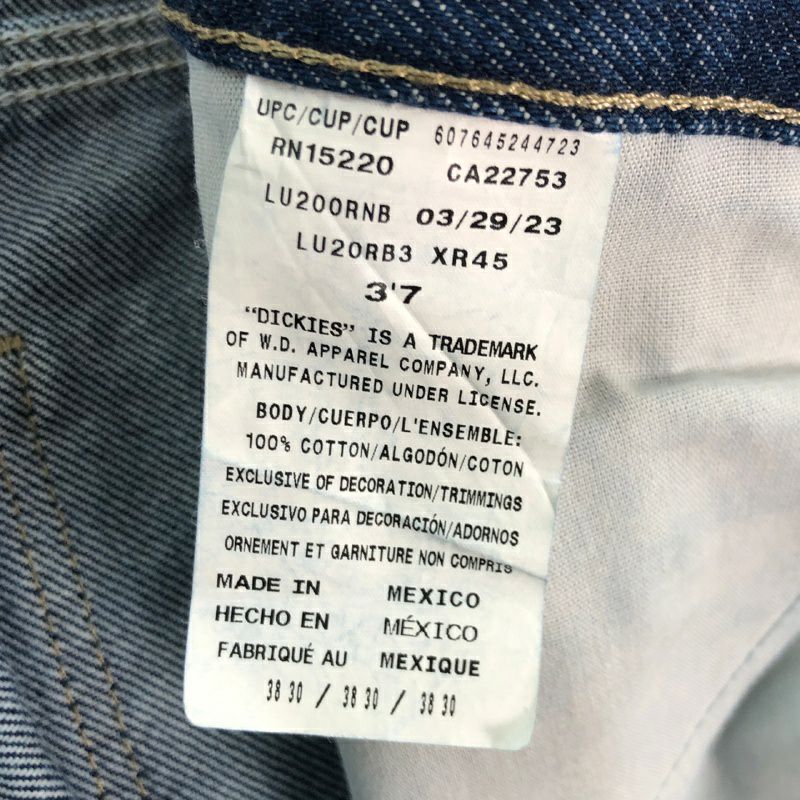 UPC/CUP/CUP 607645244723
RN15220 CA22753
LU200RNB 03/29/23
LU20RB3 XR45
3'7
"DICKIES" IS A TRADEMARK
OF W.D. APPAREL COMPANY, LLC.
MANUFACTURED UNDER LICENSE.
BODY/CUERPO/L'ENSEMBLE:
100% COTTON/ALGODÓN/COTON
EXCLUSIVE OF DECORATION/TRIMMINGS
EXCLUSIVO PARA DECORACIÓN/ADORNOS
ORNEMENT ET GARNITURE NON COMPRIS
MADE IN MEXICO
HECHO EN MÉXICO
FABRIQUÉ AU MEXIQUE
38 30 / 38 30 / 38 30